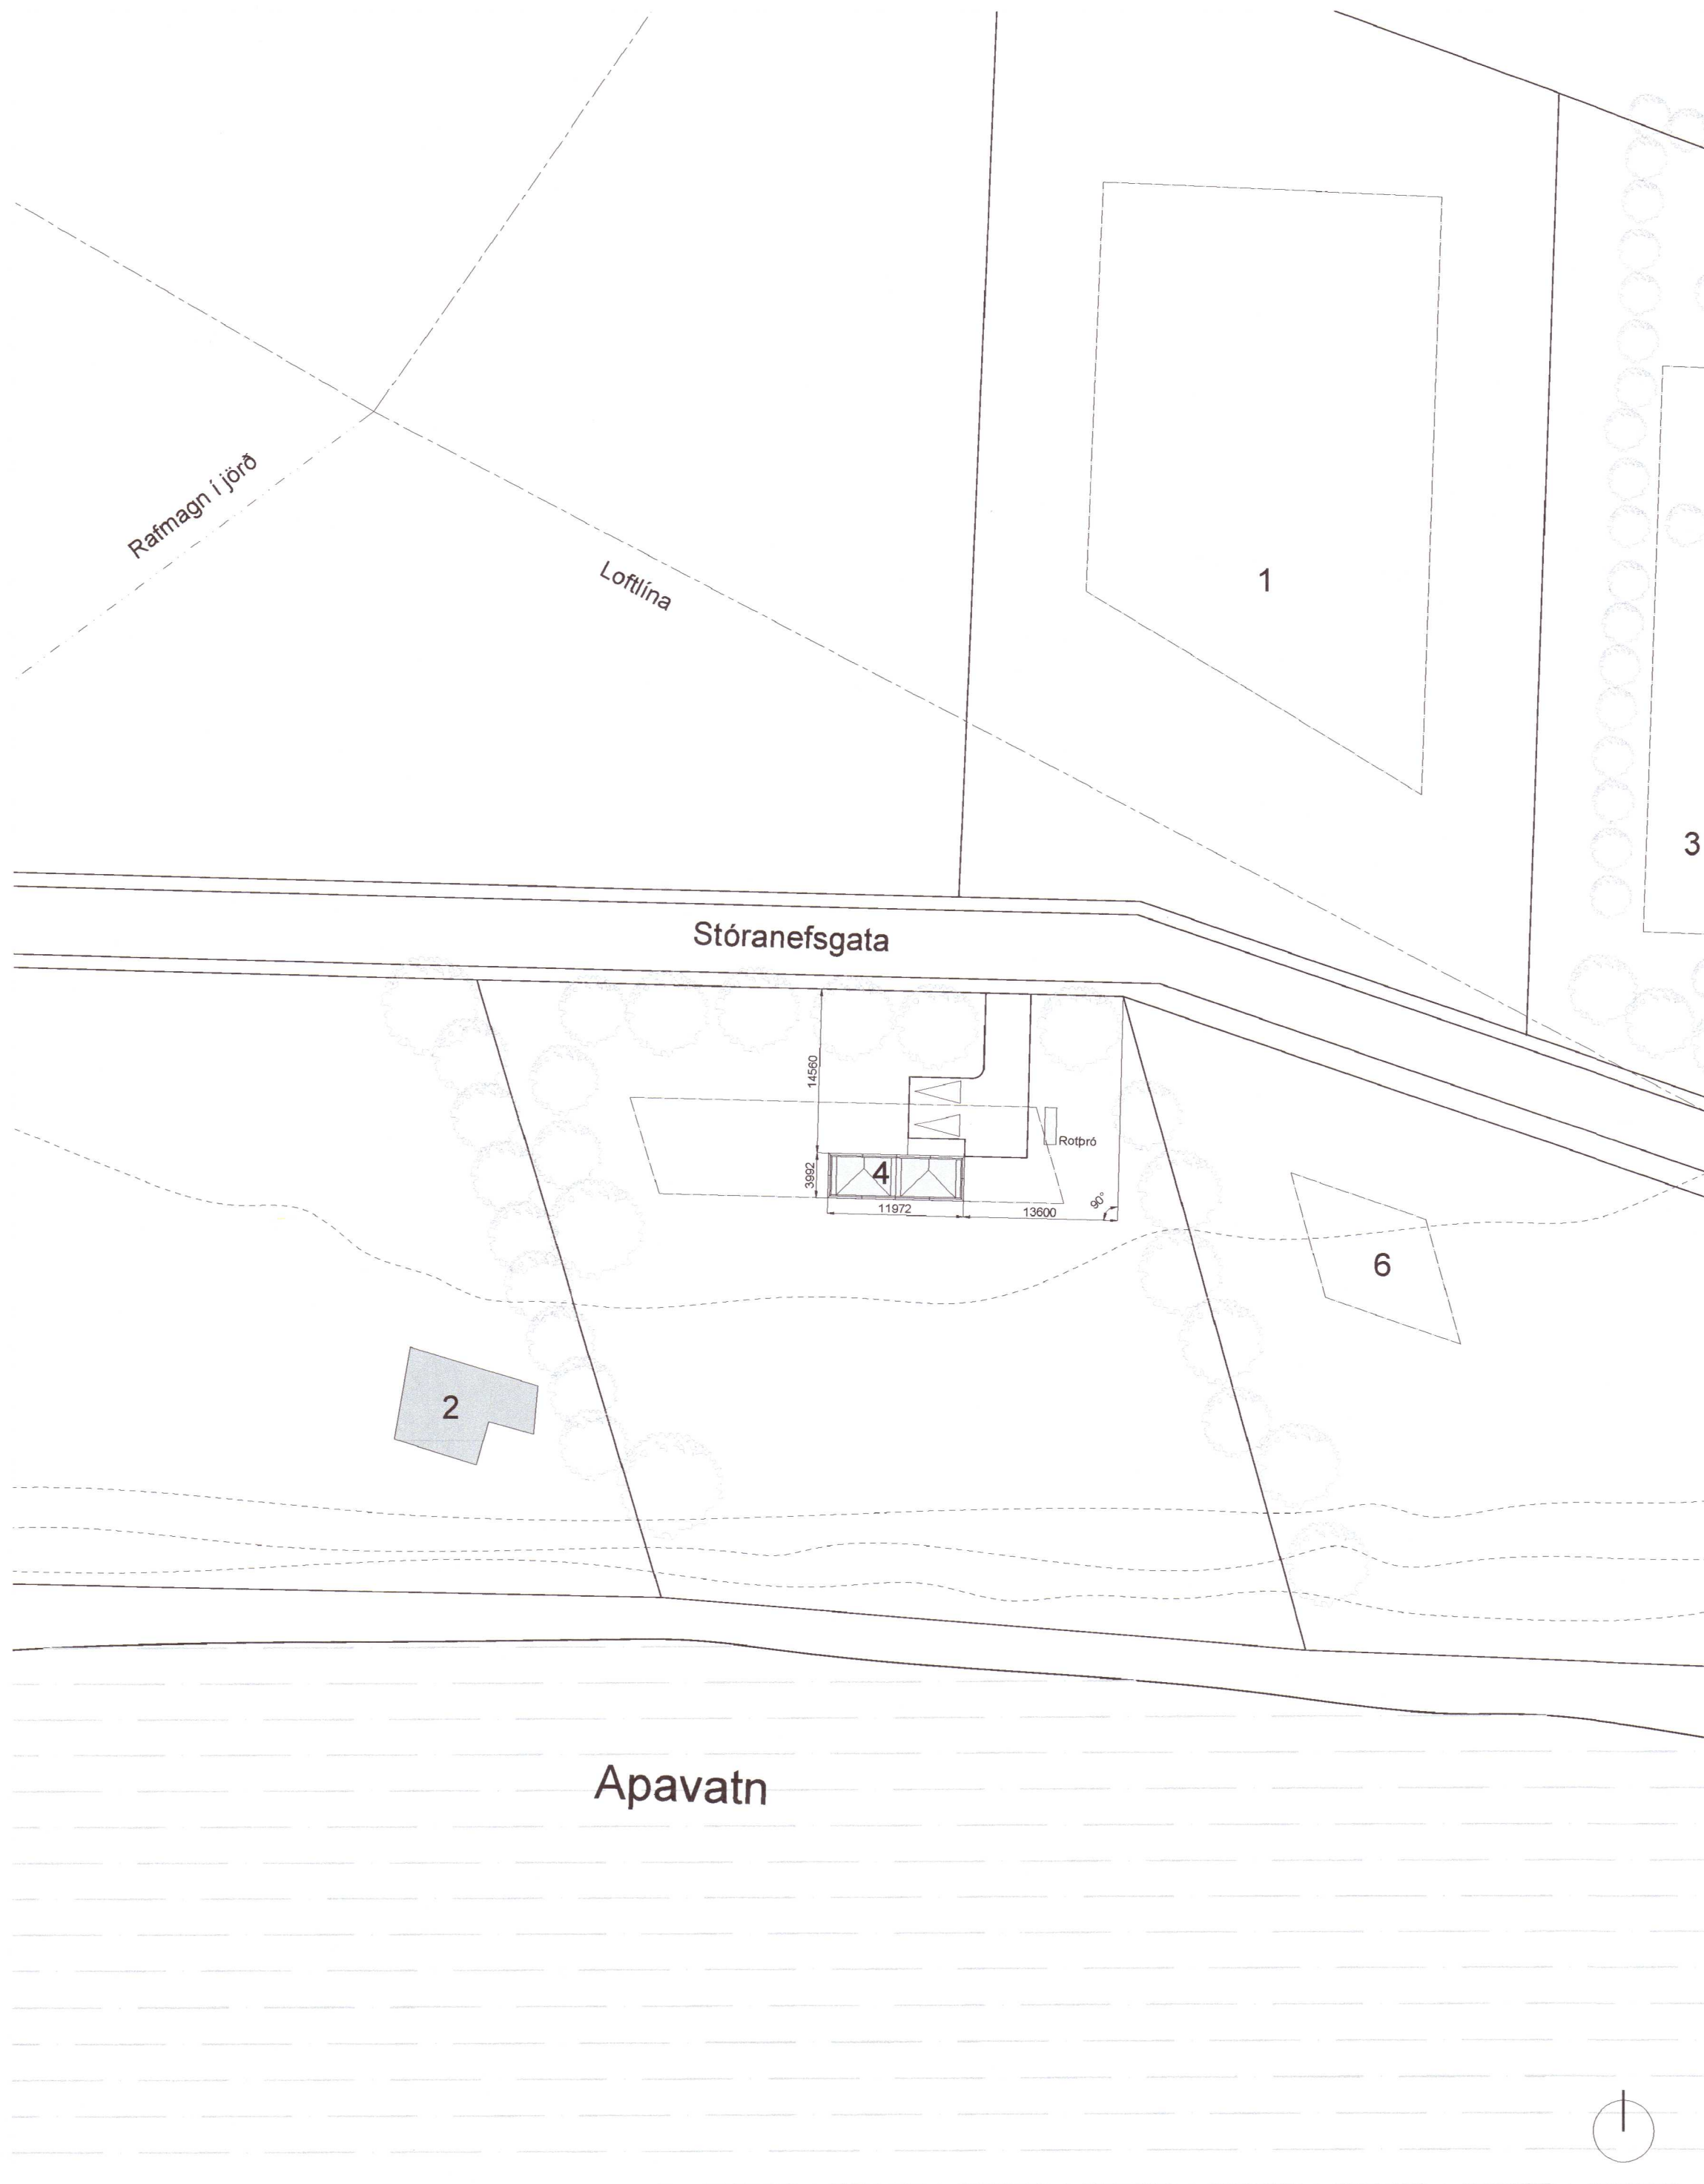 Rafmagn í jörð
Loftlína
1
3
Stóranefsgata
14560
Rotþró
3992
4
11972
13600
90°
6
2
Apavatn